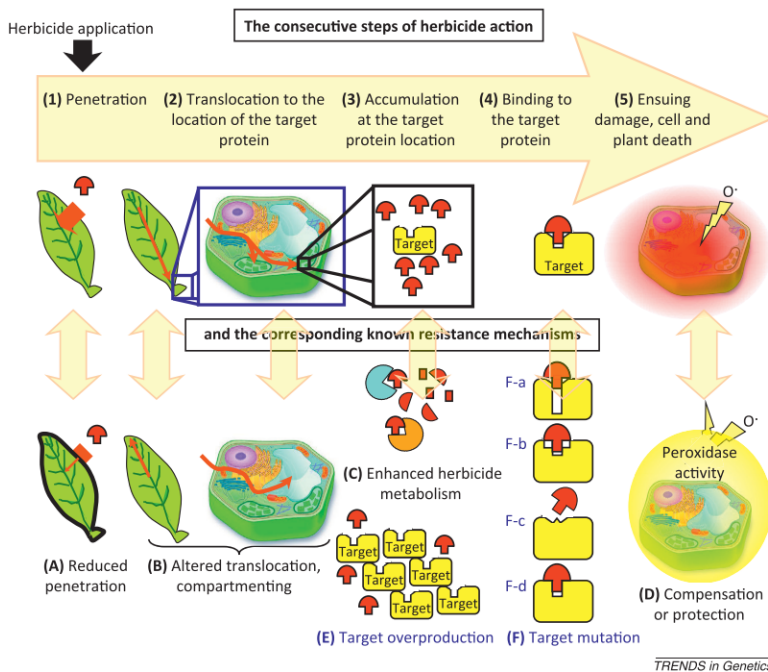 Herbicide application
The consecutive steps of herbicide action
(1) Penetration
(2) Translocation to the
location of the target
protein
(3) Accumulation
at the target
protein location
(4) Binding to
the target
protein
(5) Ensuing
damage, cell and
plant death
O·
Target
Target
and the corresponding known resistance mechanisms
F-a
F-b
F-c
F-d
O·
Peroxidase
activity
(C) Enhanced herbicide
metabolism
(A) Reduced
penetration
(B) Altered translocation,
compartmenting
Target
Target
Target
Target
Target
Target
Target
(D) Compensation
or protection
(E) Target overproduction
(F) Target mutation
TRENDS in Genetics